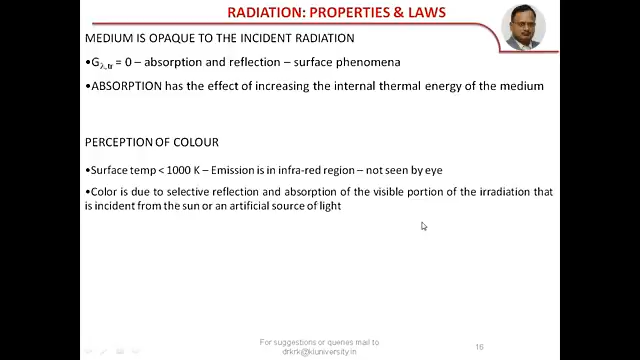 RADIATION: PROPERTIES & LAWS
MEDIUM IS OPAQUE TO THE INCIDENT RADIATION
•Gλ,tr = 0 – absorption and reflection – surface phenomena
•ABSORPTION has the effect of increasing the internal thermal energy of the medium
PERCEPTION OF COLOUR
•Surface temp < 1000 K – Emission is in infra-red region – not seen by eye
•Color is due to selective reflection and absorption of the visible portion of the irradiation that
is incident from the sun or an artificial source of light
For suggestions or queries mail to
drkrk@kluniversity.in
16